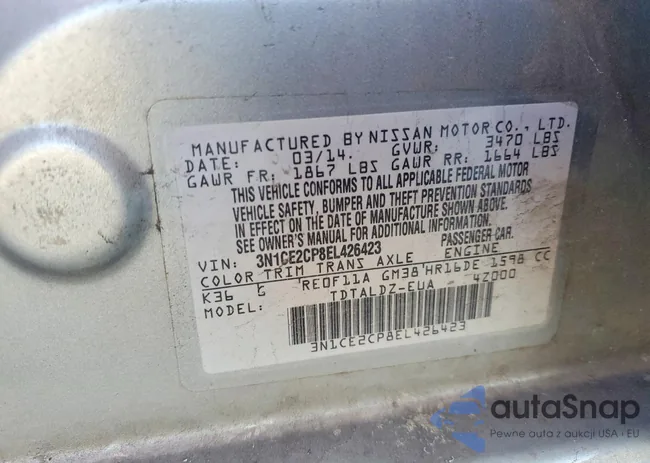 MANUFACTURED BY NISSAN MOTOR CO., LTD.
DATE: 03/14. GVWR: 3470 LBS
GAWR FR: 1867 LBS GAWR RR: 1664 LBS
THIS VEHICLE CONFORMS TO ALL APPLICABLE FEDERAL MOTOR
VEHICLE SAFETY, BUMPER AND THEFT PREVENTION STANDARDS
IN EFFECT ON THE DATE OF MANUFACTURE SHOWN ABOVE
SEE OWNER'S MANUAL FOR ADDITIONAL INFORMATION.
VIN: 3N1CE2CP8EL426423 PASSENGER CAR.
COLOR TRIM TRANS AXLE ENGINE
K36 G RE0F11A GM38 HR16DE 1598 CC
MODEL: TDTALDZ-EUA 4Z000
3N1CE2CP8EL426423
autaSnap
Pewne auta z aukcji USA i EU